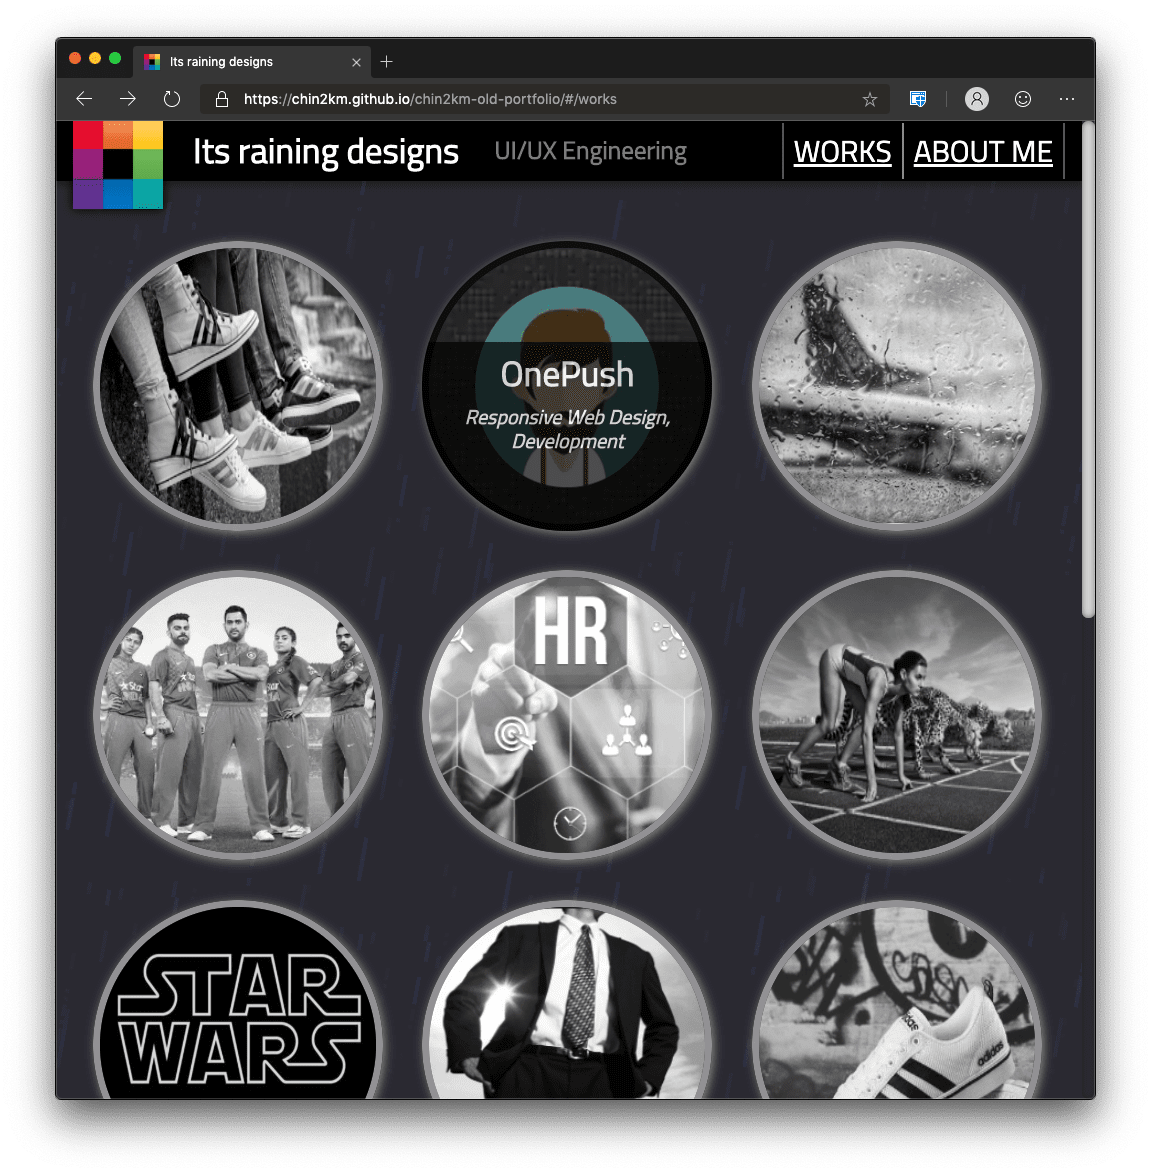 Its raining designs
https://chin2km.github.io/chin2km-old-portfolio/#/works
Its raining designs
UI/UX Engineering
WORKS
ABOUT ME
OnePush
Responsive Web Design,
Development
HR
STAR
WARS
adidas